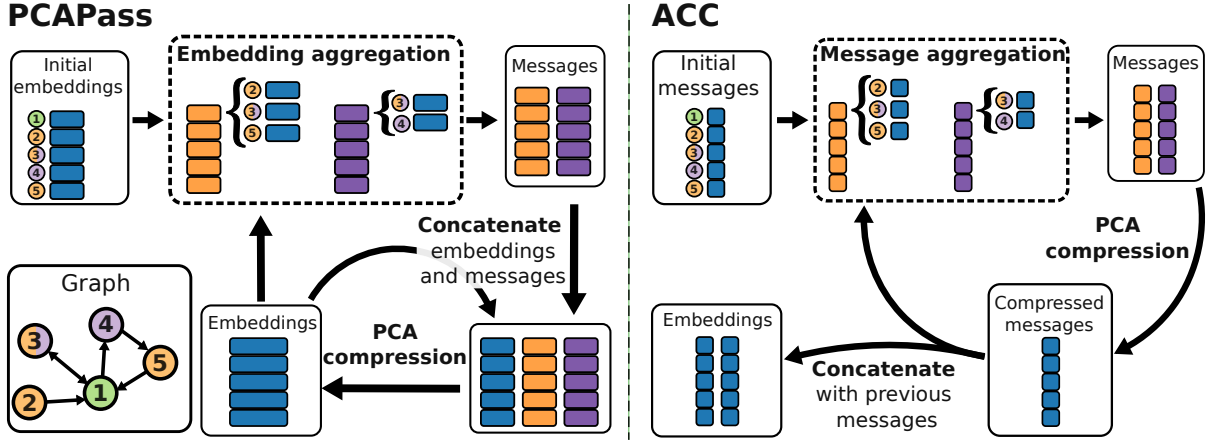 PCAPass
Initial
embeddings
1
2
3
4
5
Embedding aggregation
2
3
5
3
4
Messages
Concatenate
embeddings
and messages
Graph
3
4
5
1
2
Embeddings
PCA
compression
ACC
Initial
messages
1
2
3
4
5
Message aggregation
2
3
5
3
4
Messages
PCA
compression
Compressed
messages
Embeddings
Concatenate
with previous
messages